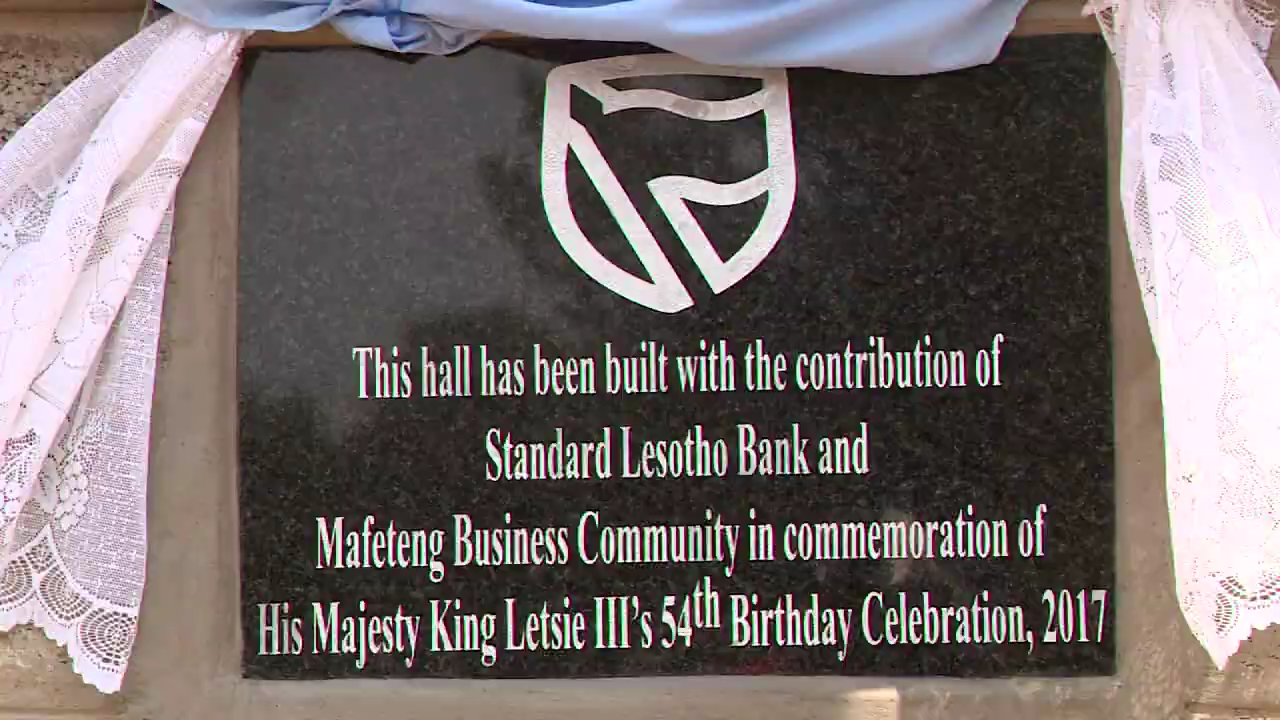 This hall has been built with the contribution of
Standard Lesotho Bank and
Mafeteng Business Community in commemoration of
His Majesty King Letsie III's 54th Birthday Celebration, 2017